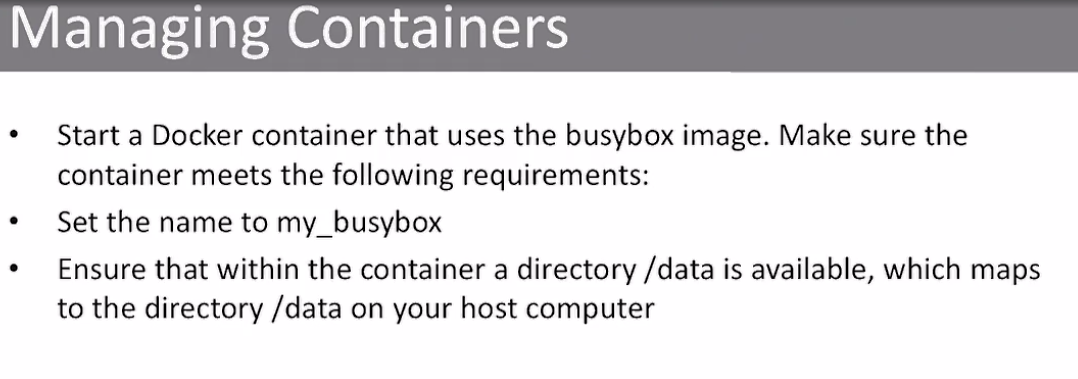 Managing Containers
• Start a Docker container that uses the busybox image. Make sure the
container meets the following requirements:
• Set the name to my_busybox
• Ensure that within the container a directory /data is available, which maps
to the directory /data on your host computer